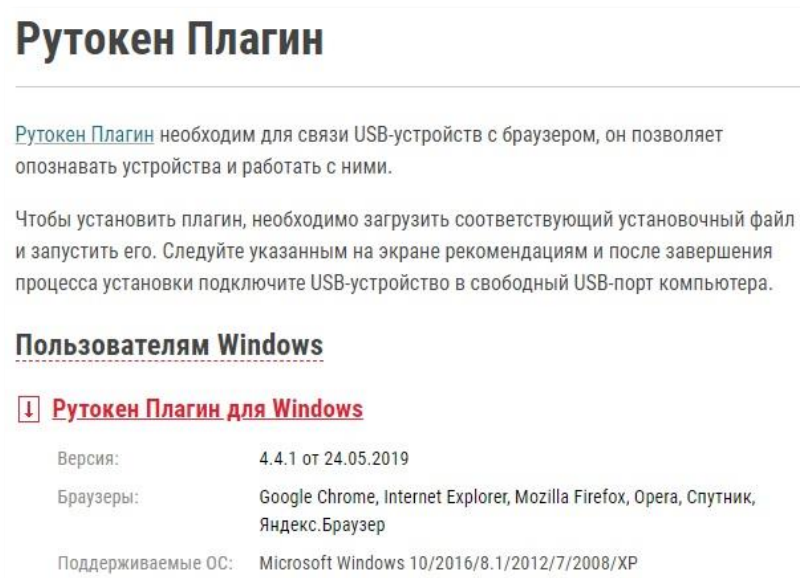 Рутокен Плагин
Рутокен Плагин необходим для связи USB-устройств с браузером, он позволяет
опознавать устройства и работать с ними.
Чтобы установить плагин, необходимо загрузить соответствующий установочный файл
и запустить его. Следуйте указанным на экране рекомендациям и после завершения
процесса установки подключите USB-устройство в свободный USB-порт компьютера.
Пользователям Windows
Рутокен Плагин для Windows
Версия: 4.4.1 от 24.05.2019
Браузеры: Google Chrome, Internet Explorer, Mozilla Firefox, Opera, Спутник,
Яндекс.Браузер
Поддерживаемые ОС: Microsoft Windows 10/2016/8.1/2012/7/2008/XP